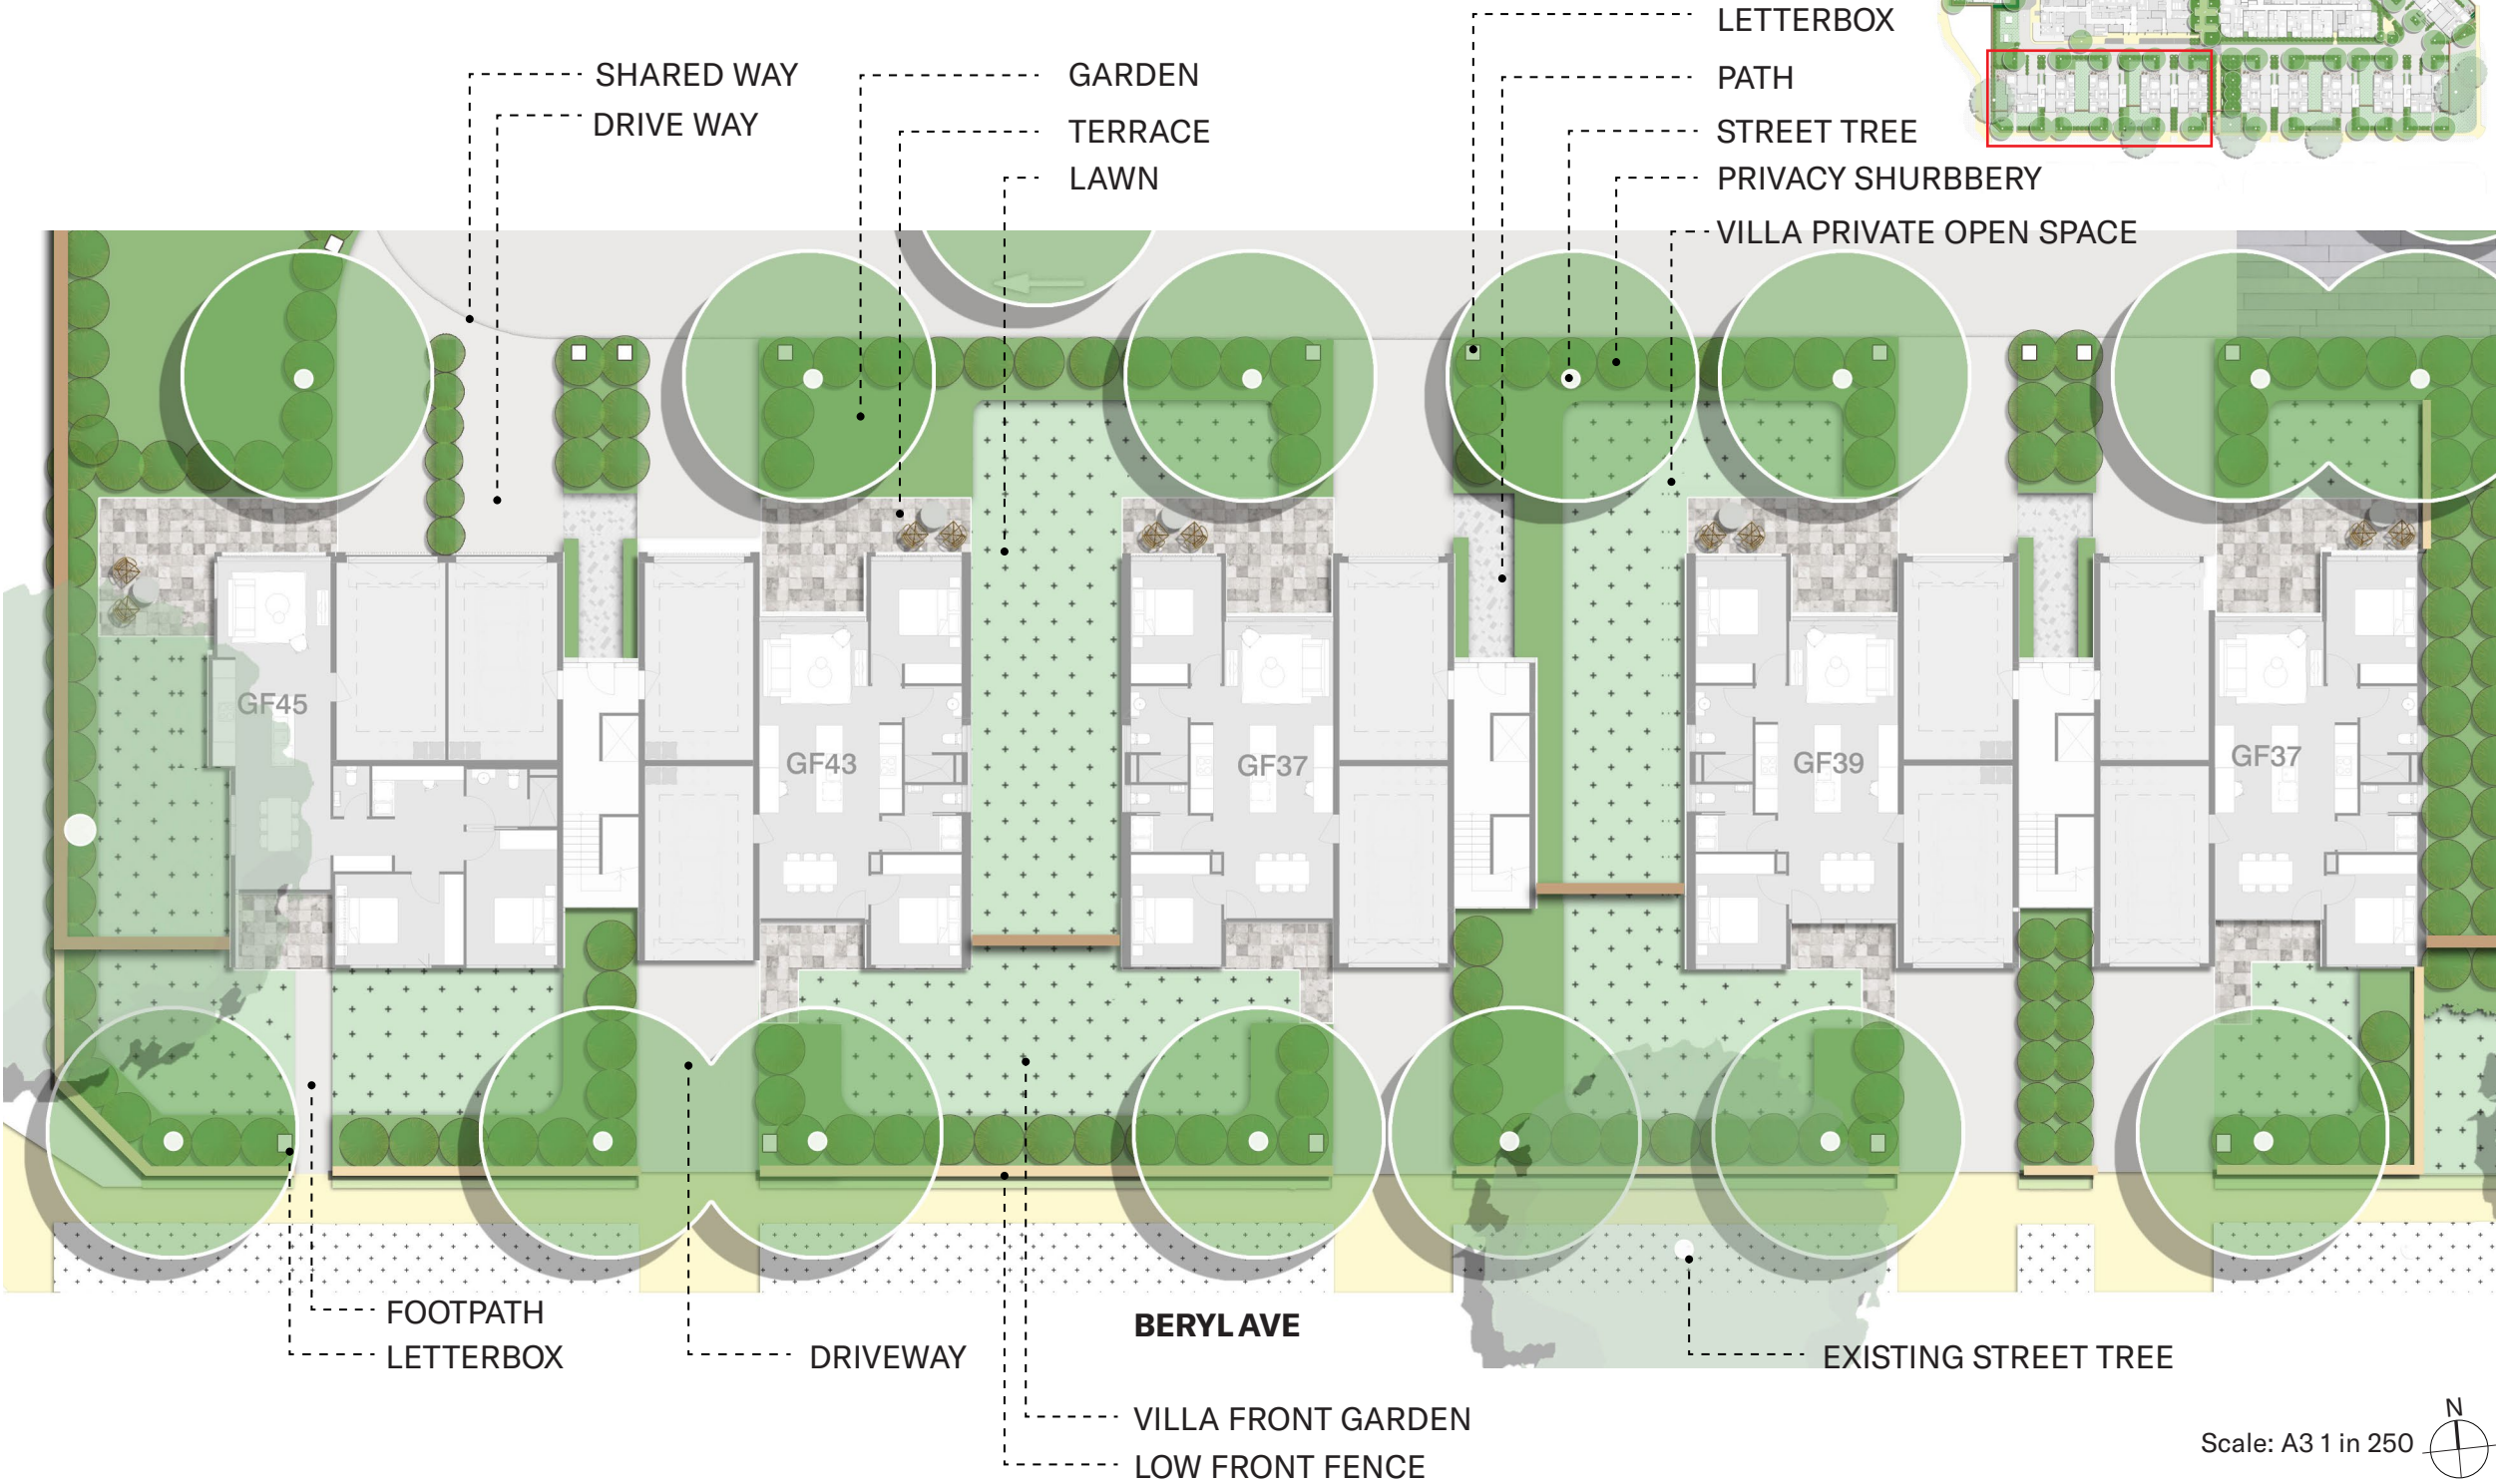 LETTERBOX
SHARED WAY
GARDEN
PATH
DRIVE WAY
TERRACE
STREET TREE
LAWN
PRIVACY SHURBBERY
VILLA PRIVATE OPEN SPACE
GF45
GF43
GF37
GF39
GF37
FOOTPATH
BERYL AVE
LETTERBOX
DRIVEWAY
EXISTING STREET TREE
VILLA FRONT GARDEN
N
Scale: A3 1 in 250
LOW FRONT FENCE